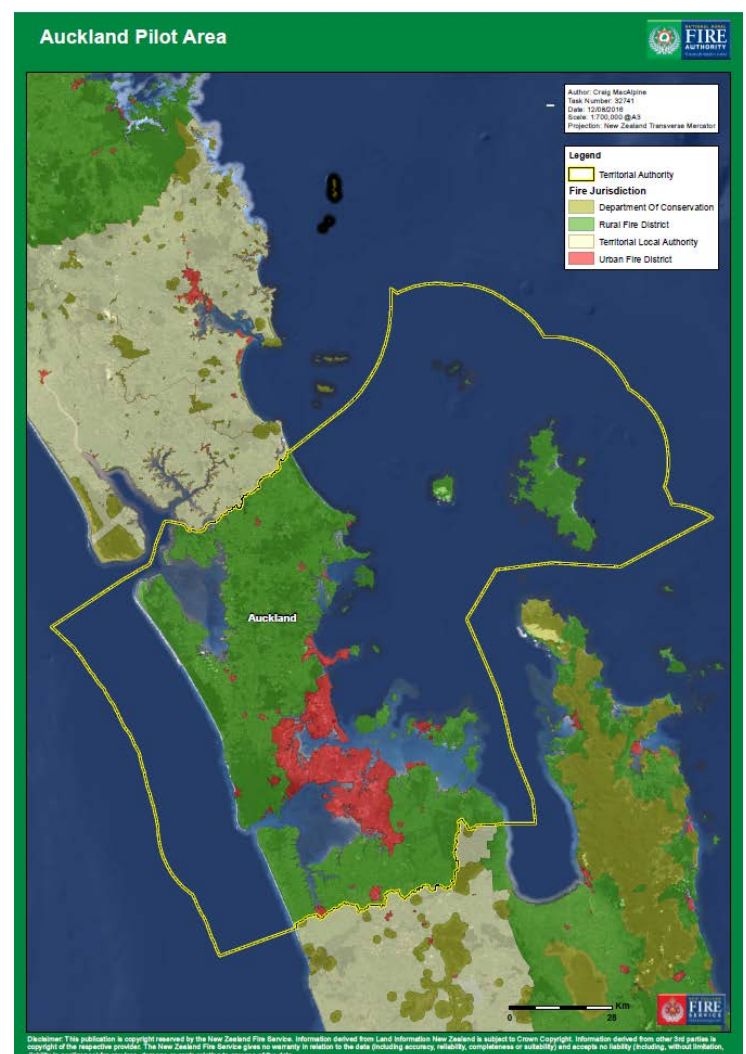 Auckland Pilot Area
NATIONAL RURAL
FIRE
AUTHORITY
Author: Craig MacAlpine
Task Number: 32741
Date: 12/08/2016
Scale: 1:700,000 @A3
Projection: New Zealand Transverse Mercator
Legend
Territorial Authority
Fire Jurisdiction
Department Of Conservation
Rural Fire District
Territorial Local Authority
Urban Fire District
Auckland
Km
0 28
FIRE
SERVICE
Disclaimer: This publication is copyright reserved by the New Zealand Fire Service. Information derived from Land Information New Zealand is subject to Crown Copyright. Information derived from other 3rd parties is
copyright of the respective provider. The New Zealand Fire Service gives no warranty in relation to the data (including accuracy, reliability, completeness or suitability) and accepts no liability (including, without limitation,